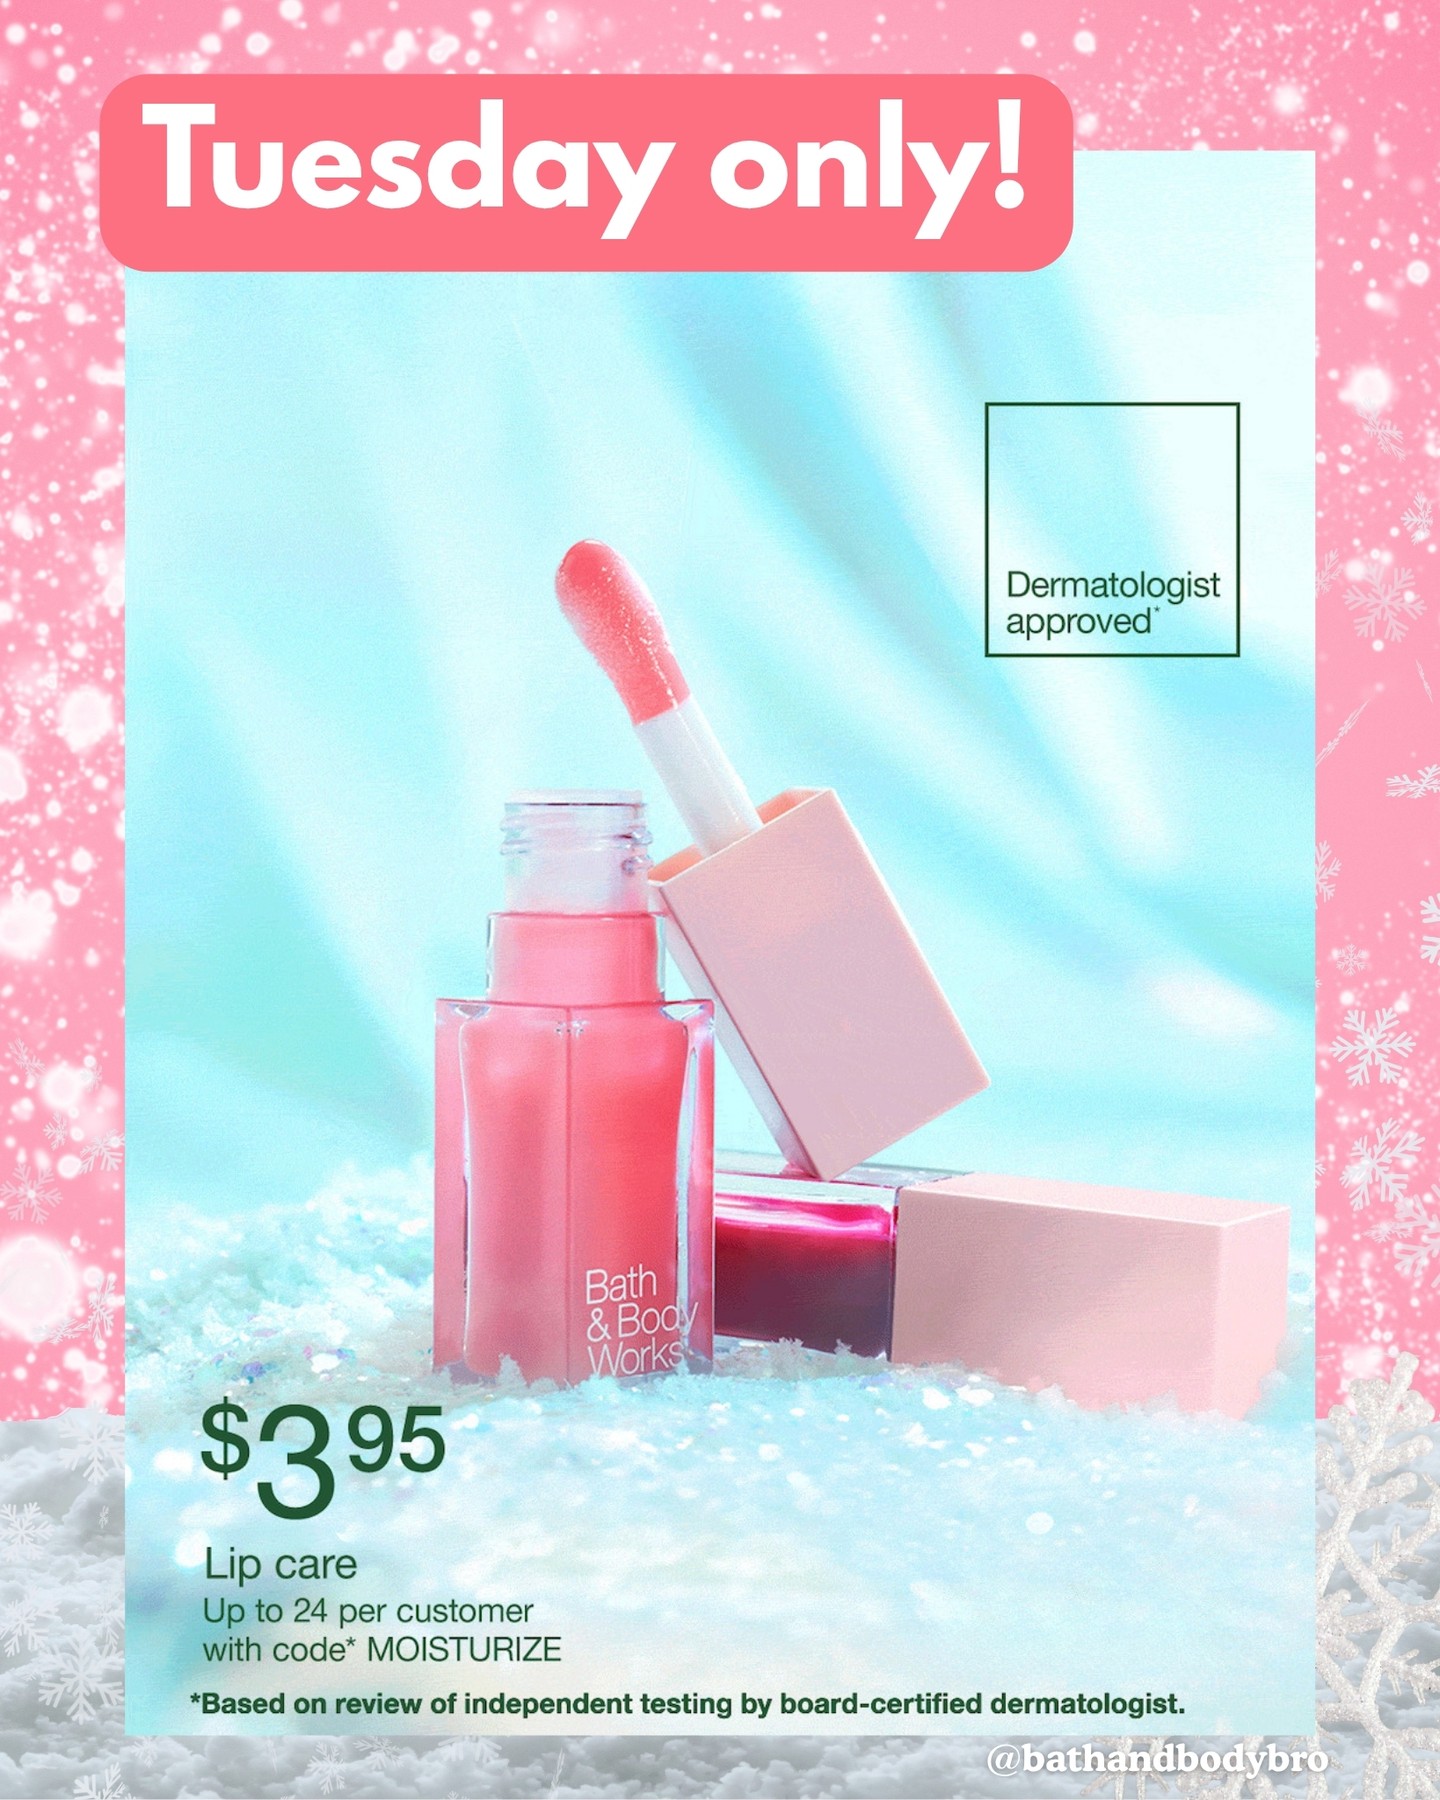 Tuesday only!
Dermatologist
approved*
Bath
& Body
Works
$3.95
Lip care
Up to 24 per customer
with code* MOISTURIZE
*Based on review of independent testing by board-certified dermatologist.
@bathandbodybro